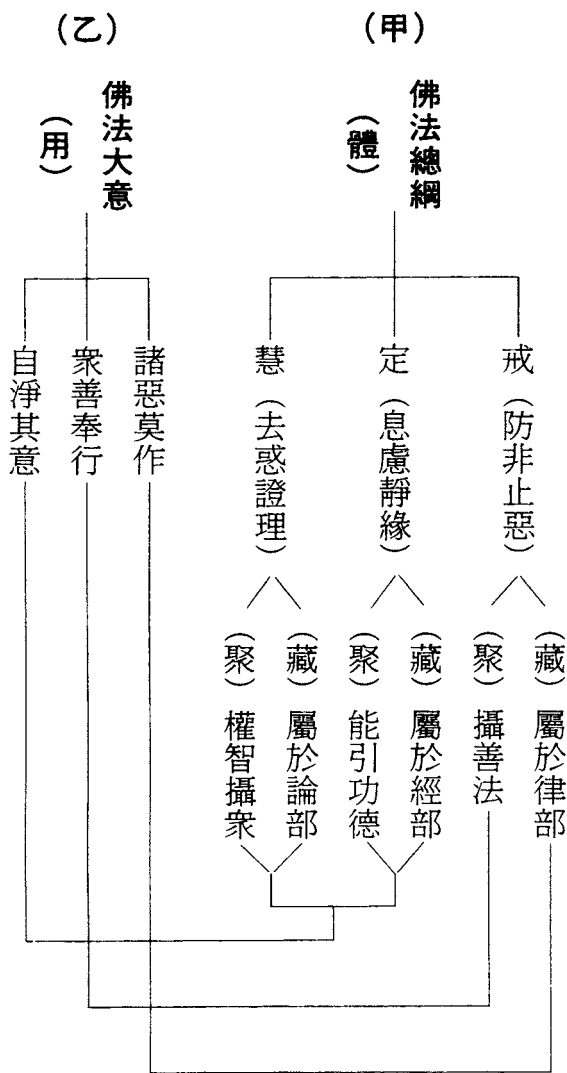 （甲）
佛法總綱
（體）
戒（防非止惡）
（藏）屬於律部
（聚）攝善法
定（息慮靜緣）
（藏）屬於經部
（聚）能引功德
慧（去惑證理）
（藏）屬於論部
（聚）權智攝衆
（乙）
佛法大意
（用）
諸惡莫作
衆善奉行
自淨其意